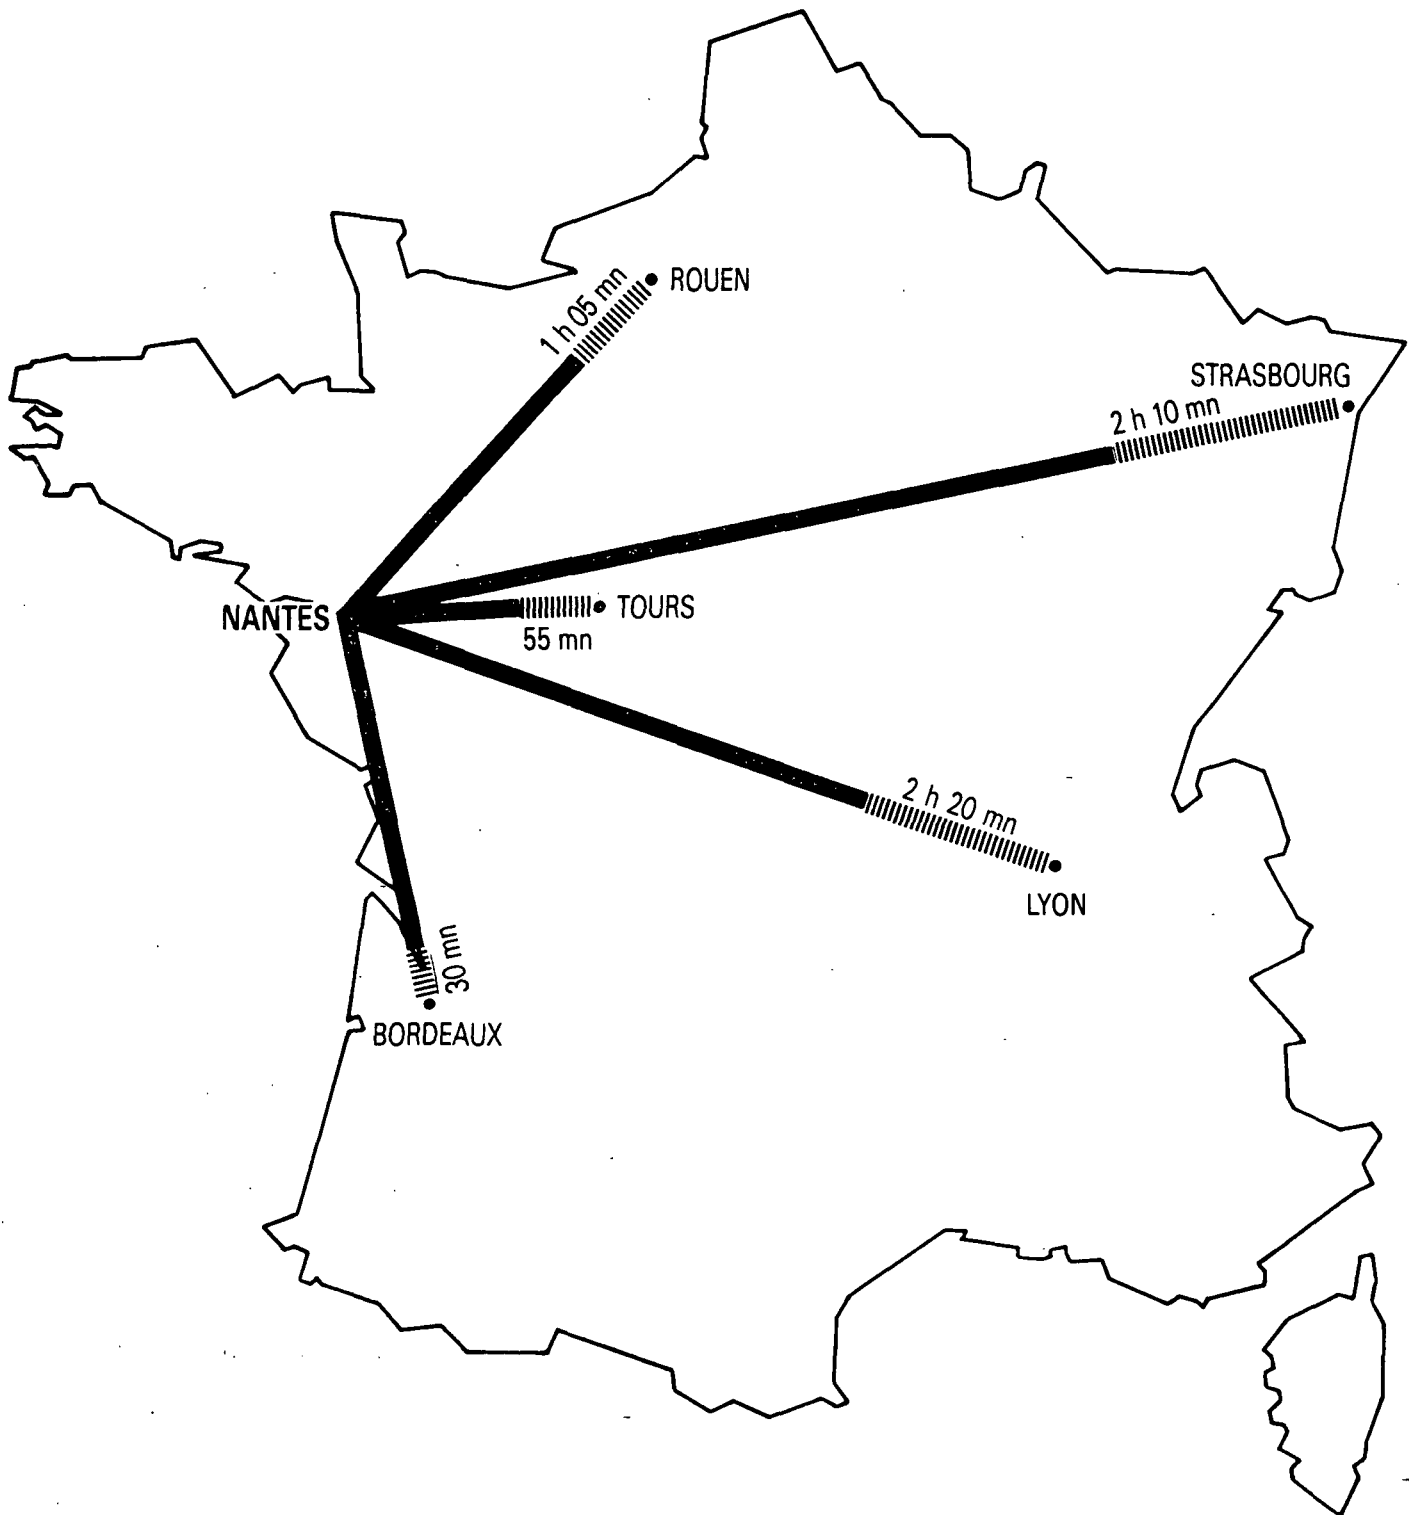 1 h 05 mn
ROUEN
STRASBOURG
2 h 10 mn
NANTES
TOURS
55 mn
2 h 20 mn
LYON
30 mn
BORDEAUX